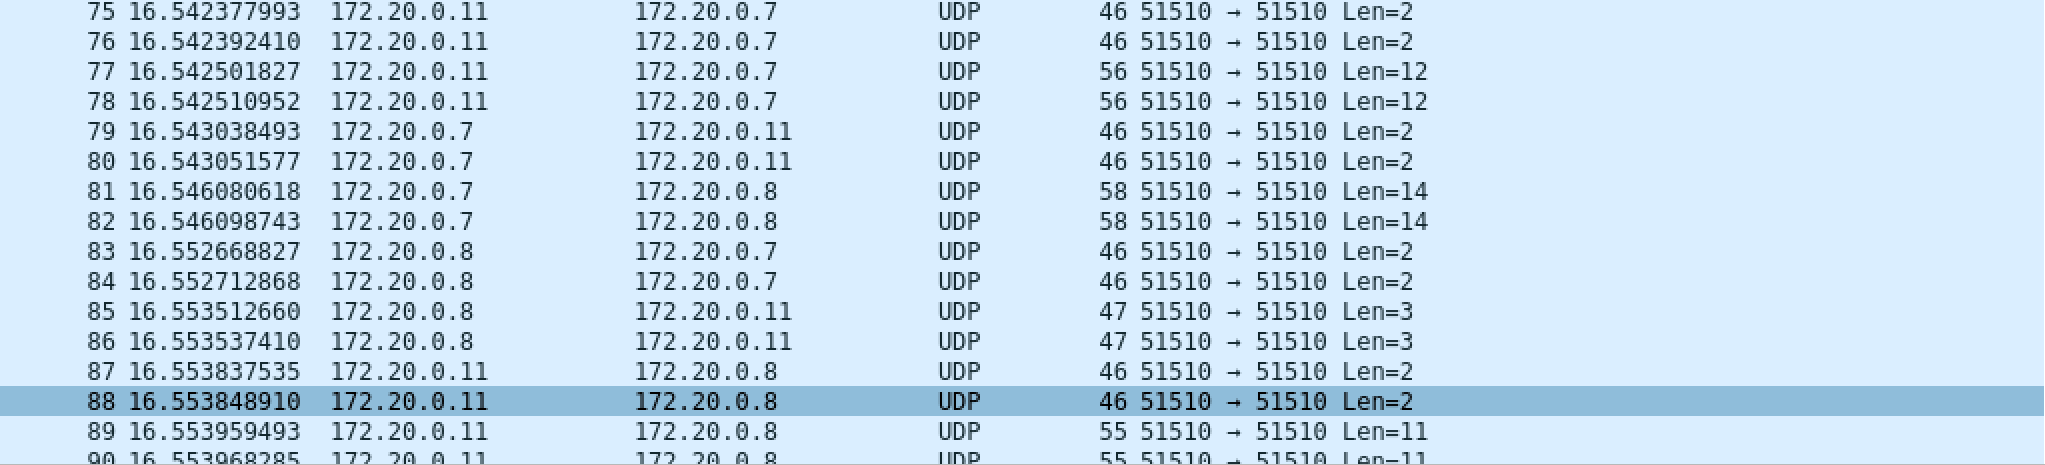 75 16.542377993 172.20.0.11 172.20.0.7 UDP 46 51510 → 51510 Len=2
76 16.542392410 172.20.0.11 172.20.0.7 UDP 46 51510 → 51510 Len=2
77 16.542501827 172.20.0.11 172.20.0.7 UDP 56 51510 → 51510 Len=12
78 16.542510952 172.20.0.11 172.20.0.7 UDP 56 51510 → 51510 Len=12
79 16.543038493 172.20.0.7 172.20.0.11 UDP 46 51510 → 51510 Len=2
80 16.543051577 172.20.0.7 172.20.0.11 UDP 46 51510 → 51510 Len=2
81 16.546080618 172.20.0.7 172.20.0.8 UDP 58 51510 → 51510 Len=14
82 16.546098743 172.20.0.7 172.20.0.8 UDP 58 51510 → 51510 Len=14
83 16.552668827 172.20.0.8 172.20.0.7 UDP 46 51510 → 51510 Len=2
84 16.552712868 172.20.0.8 172.20.0.7 UDP 46 51510 → 51510 Len=2
85 16.553512660 172.20.0.8 172.20.0.11 UDP 47 51510 → 51510 Len=3
86 16.553537410 172.20.0.8 172.20.0.11 UDP 47 51510 → 51510 Len=3
87 16.553837535 172.20.0.11 172.20.0.8 UDP 46 51510 → 51510 Len=2
88 16.553848910 172.20.0.11 172.20.0.8 UDP 46 51510 → 51510 Len=2
89 16.553959493 172.20.0.11 172.20.0.8 UDP 55 51510 → 51510 Len=11
90 16.553968285 172.20.0.11 172.20.0.8 UDP 55 51510 → 51510 Len=11